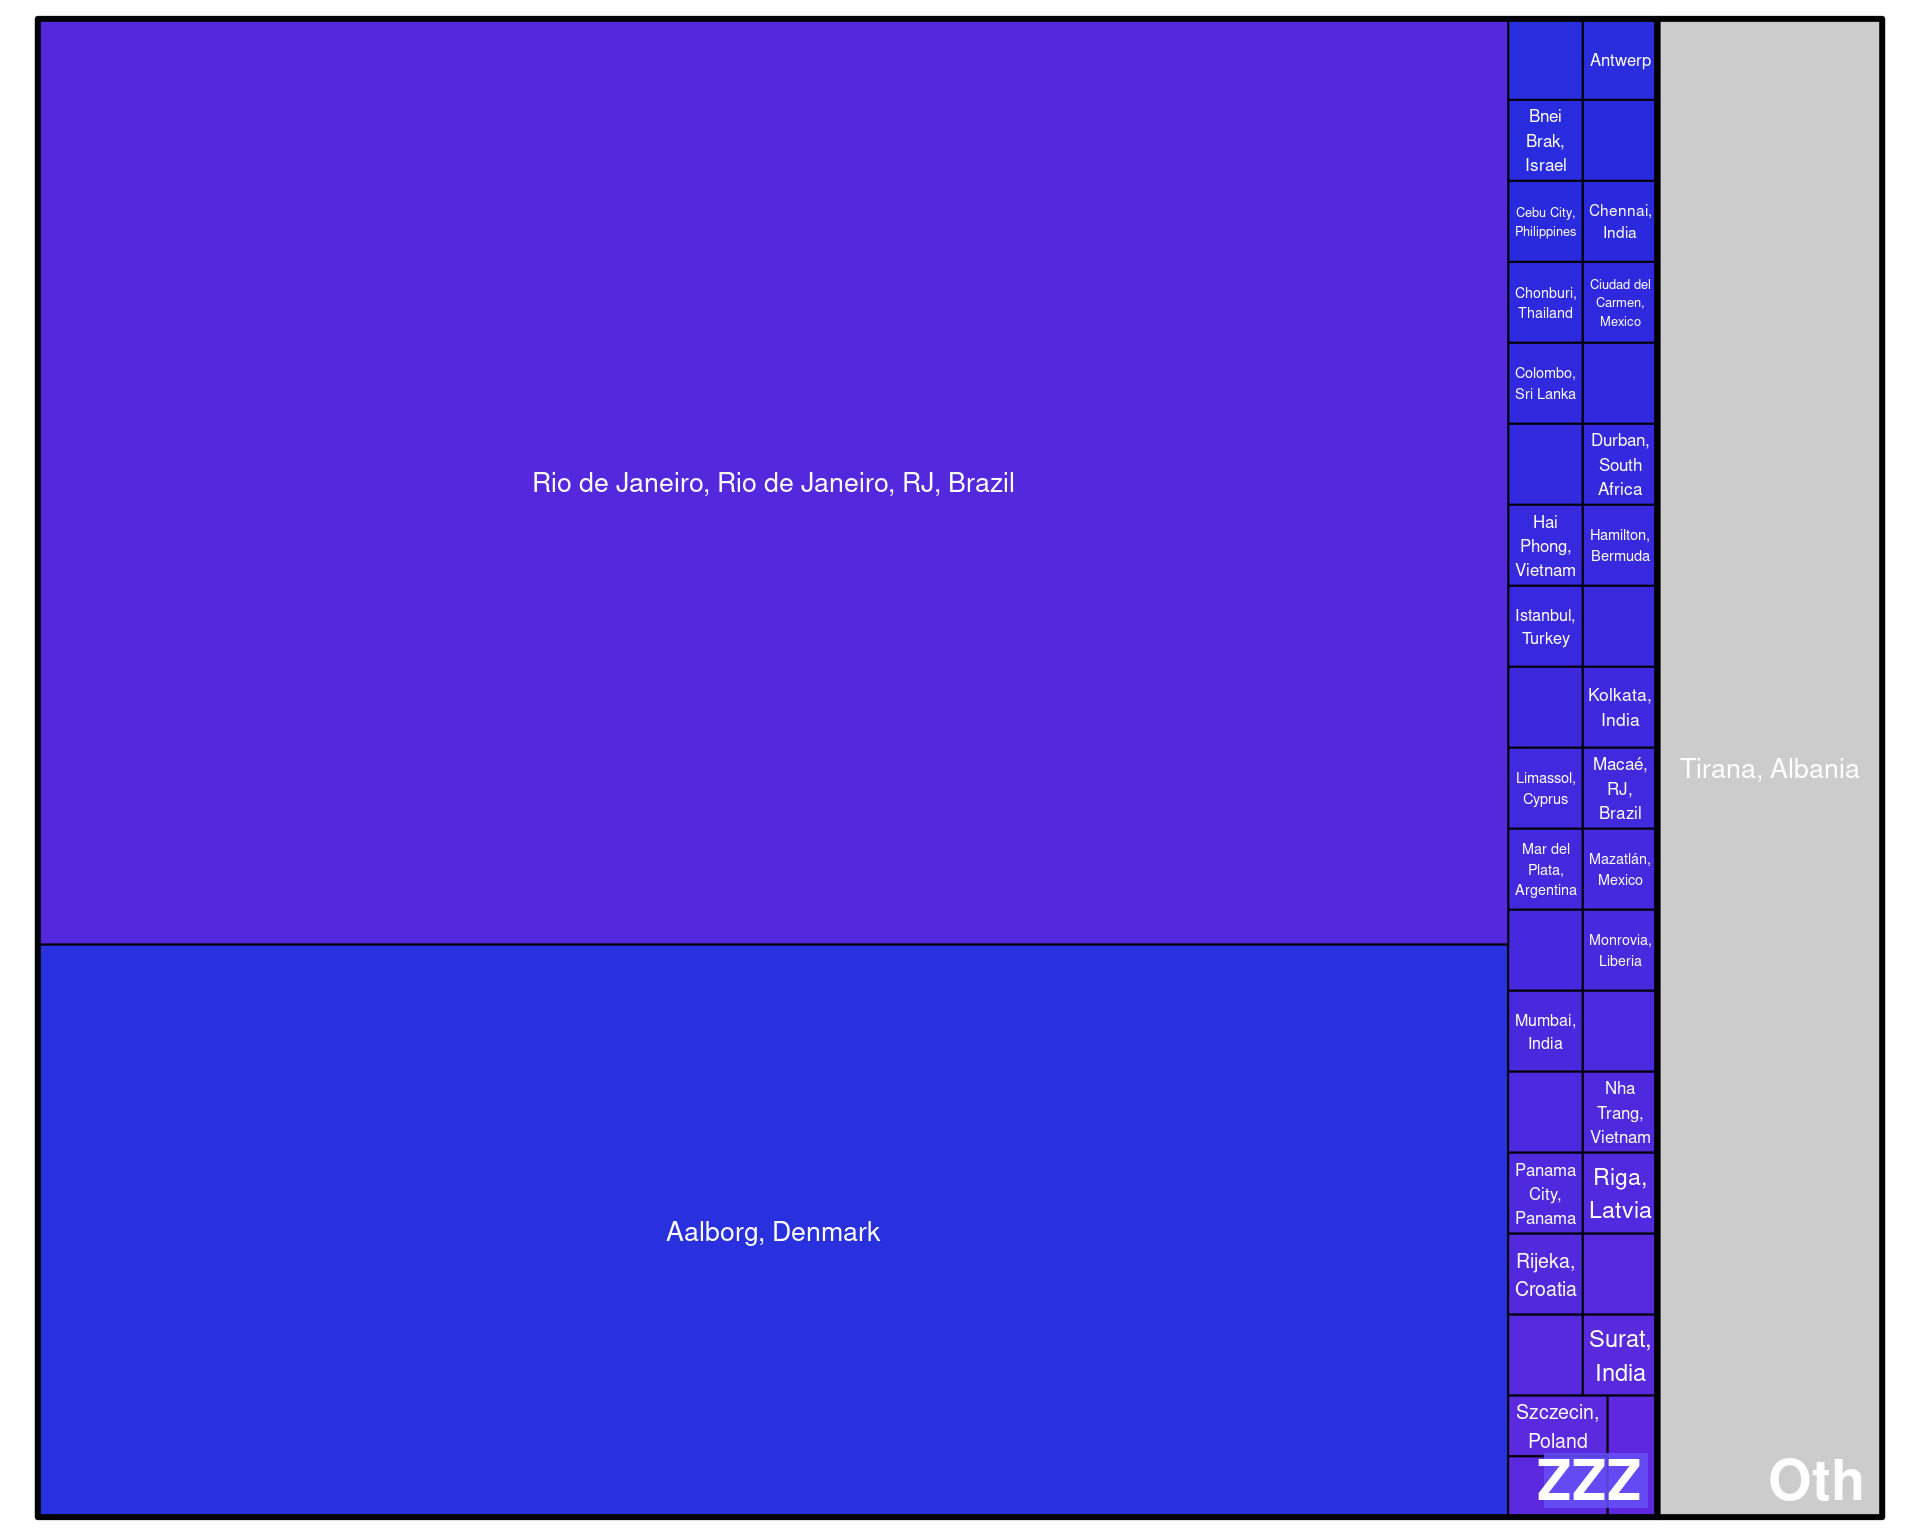 Rio de Janeiro, Rio de Janeiro, RJ, Brazil
Aalborg, Denmark
Antwerp
Bnei
Brak,
Israel
Cebu City,
Philippines
Chennai,
India
Chonburi,
Thailand
Ciudad del
Carmen,
Mexico
Colombo,
Sri Lanka
Durban,
South
Africa
Hai
Phong,
Vietnam
Hamilton,
Bermuda
Istanbul,
Turkey
Kolkata,
India
Limassol,
Cyprus
Macaé,
RJ,
Brazil
Mar del
Plata,
Argentina
Mazatlán,
Mexico
Monrovia,
Liberia
Mumbai,
India
Nha
Trang,
Vietnam
Panama
City,
Panama
Riga,
Latvia
Rijeka,
Croatia
Surat,
India
Szczecin,
Poland
ZZZ
Tirana, Albania
Oth